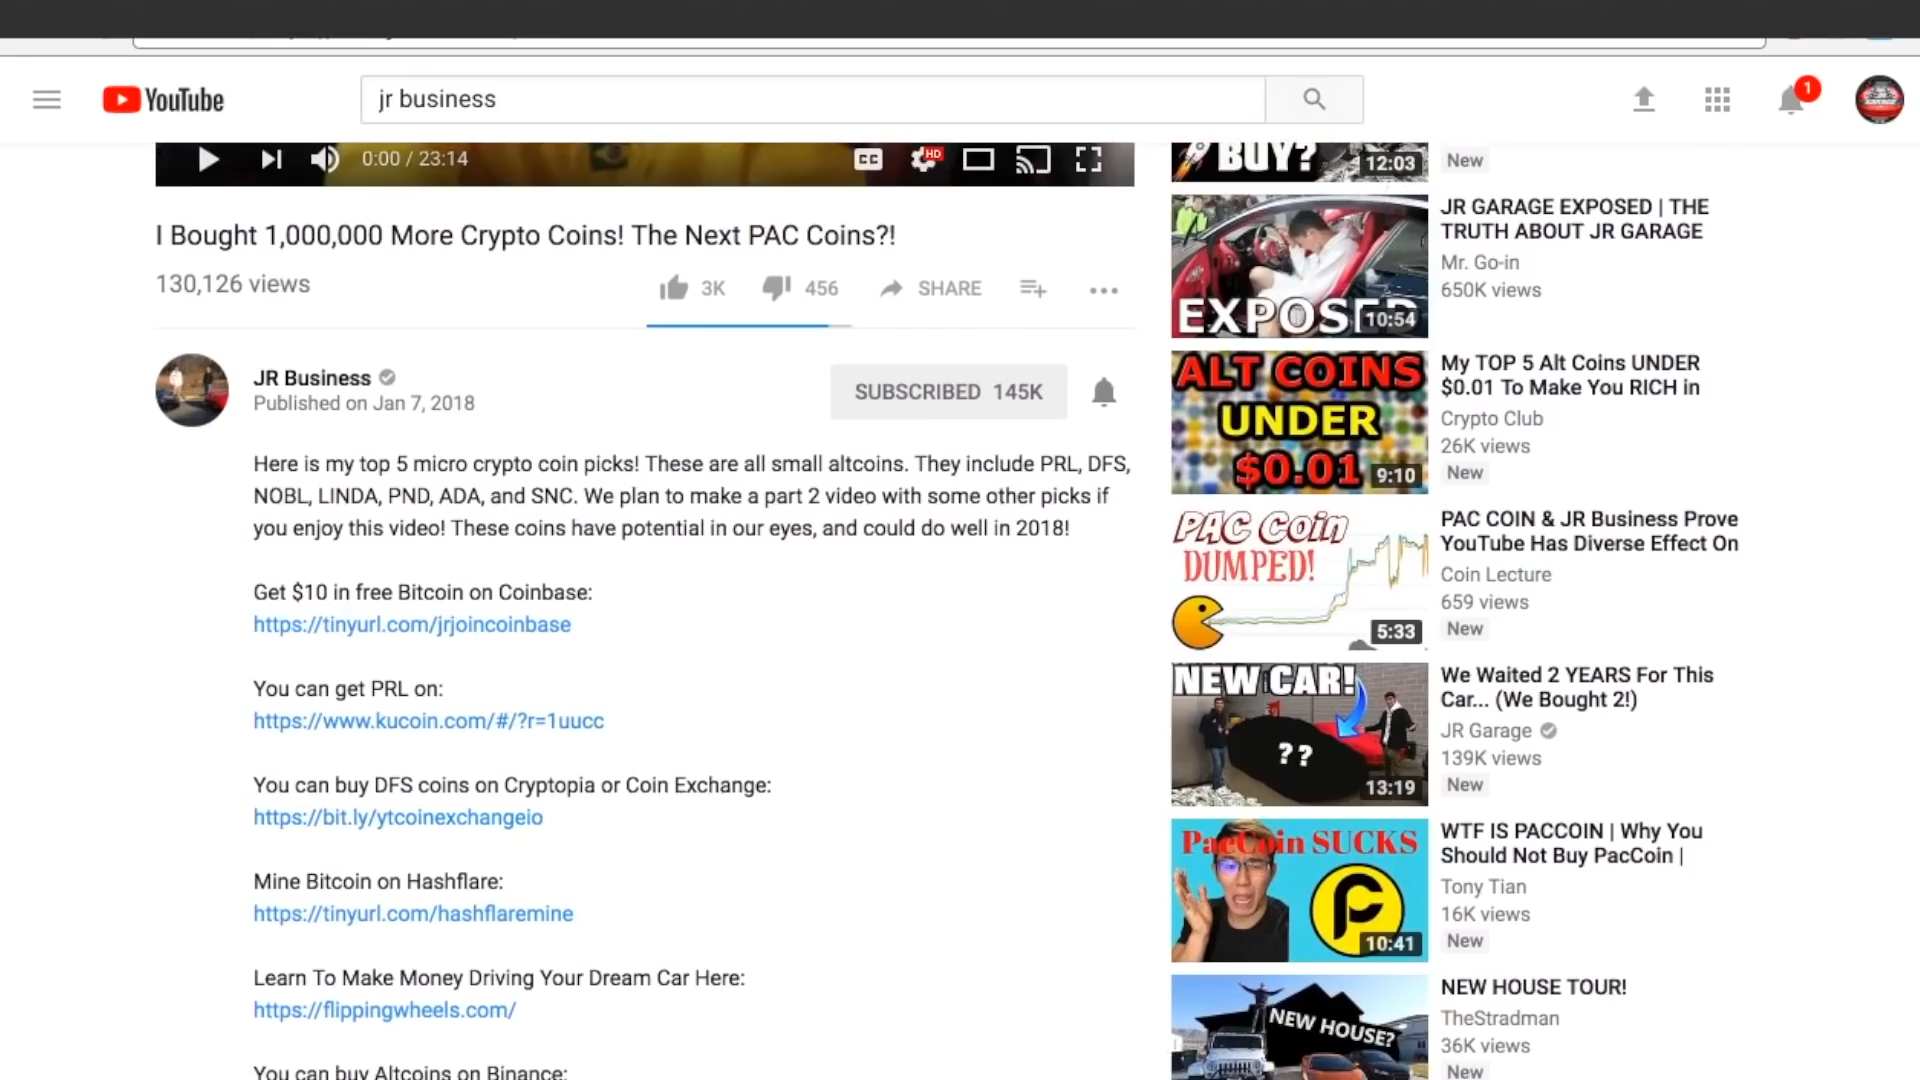 YouTube
jr business
1
0:00 / 23:14
CC
HD
I Bought 1,000,000 More Crypto Coins! The Next PAC Coins?!
130,126 views
3K
456
SHARE
JR Business
Published on Jan 7, 2018
SUBSCRIBED 145K
Here is my top 5 micro crypto coin picks! These are all small altcoins. They include PRL, DFS,
NOBL, LINDA, PND, ADA, and SNC. We plan to make a part 2 video with some other picks if
you enjoy this video! These coins have potential in our eyes, and could do well in 2018!
Get $10 in free Bitcoin on Coinbase:
https://tinyurl.com/jrjoincoinbase
You can get PRL on:
https://www.kucoin.com/#/?r=1uucc
You can buy DFS coins on Cryptopia or Coin Exchange:
https://bit.ly/ytcoinexchangeio
Mine Bitcoin on Hashflare:
https://tinyurl.com/hashflaremine
Learn To Make Money Driving Your Dream Car Here:
https://flippingwheels.com/
You can buy Altcoins on Binance:
BUY?
12:03
New
EXPOSED
10:54
JR GARAGE EXPOSED | THE
TRUTH ABOUT JR GARAGE
Mr. Go-in
650K views
ALT COINS
UNDER
$0.01
9:10
My TOP 5 Alt Coins UNDER
$0.01 To Make You RICH in
Crypto Club
26K views
New
PAC Coin
DUMPED!
5:33
PAC COIN & JR Business Prove
YouTube Has Diverse Effect On
Coin Lecture
659 views
New
NEW CAR!
??
13:19
We Waited 2 YEARS For This
Car... (We Bought 2!)
JR Garage
139K views
New
PacCoin SUCKS
10:41
WTF IS PACCOIN | Why You
Should Not Buy PacCoin |
Tony Tian
16K views
New
NEW HOUSE?
NEW HOUSE TOUR!
TheStradman
36K views
New